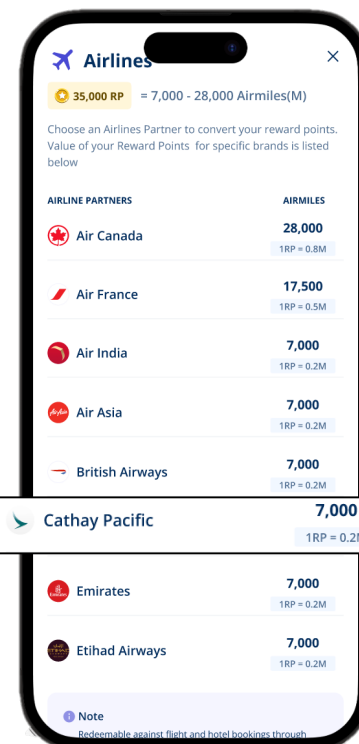 Airlines
35,000 RP = 7,000 - 28,000 Airmiles(M)
Choose an Airlines Partner to convert your reward points.
Value of your Reward Points for specific brands is listed
below
AIRLINE PARTNERS AIRMILES
Air Canada 28,000
1RP = 0.8M
Air France 17,500
1RP = 0.5M
Air India 7,000
1RP = 0.2M
Air Asia 7,000
1RP = 0.2M
British Airways 7,000
1RP = 0.2M
Cathay Pacific 7,000
1RP = 0.2M
Emirates 7,000
1RP = 0.2M
Etihad Airways 7,000
1RP = 0.2M
Note
Redeemable against flight and hotel bookings through